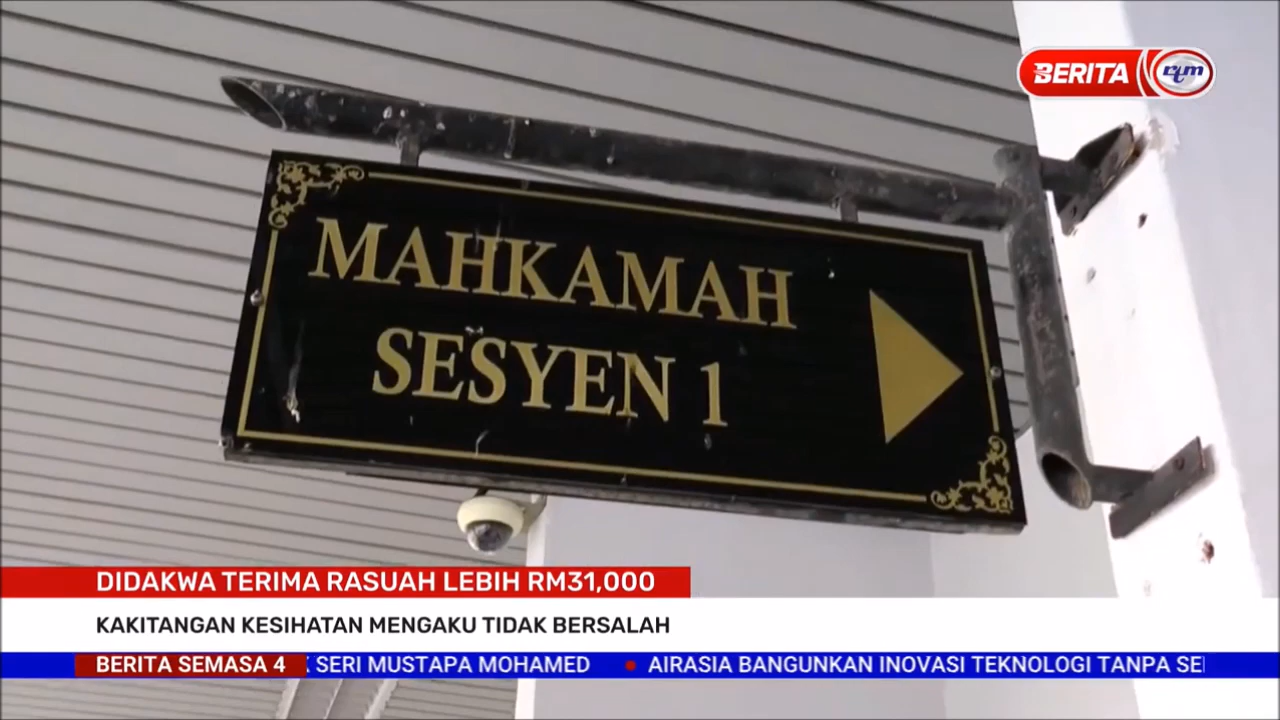 BERITA rtm
MAHKAMAH
SESYEN 1
DIDAKWA TERIMA RASUAH LEBIH RM31,000
KAKITANGAN KESIHATAN MENGAKU TIDAK BERSALAH
BERITA SEMASA 4 SERI MUSTAPA MOHAMED • AIRASIA BANGUNKAN INOVASI TEKNOLOGI TANPA